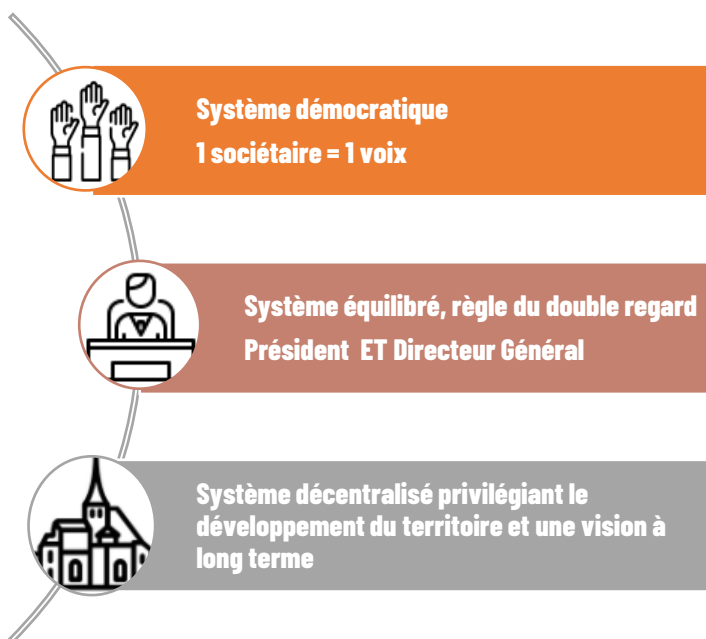 Système démocratique
1 sociétaire = 1 voix
Système équilibré, règle du double regard
Président ET Directeur Général
Système décentralisé privilégiant le
développement du territoire et une vision à
long terme